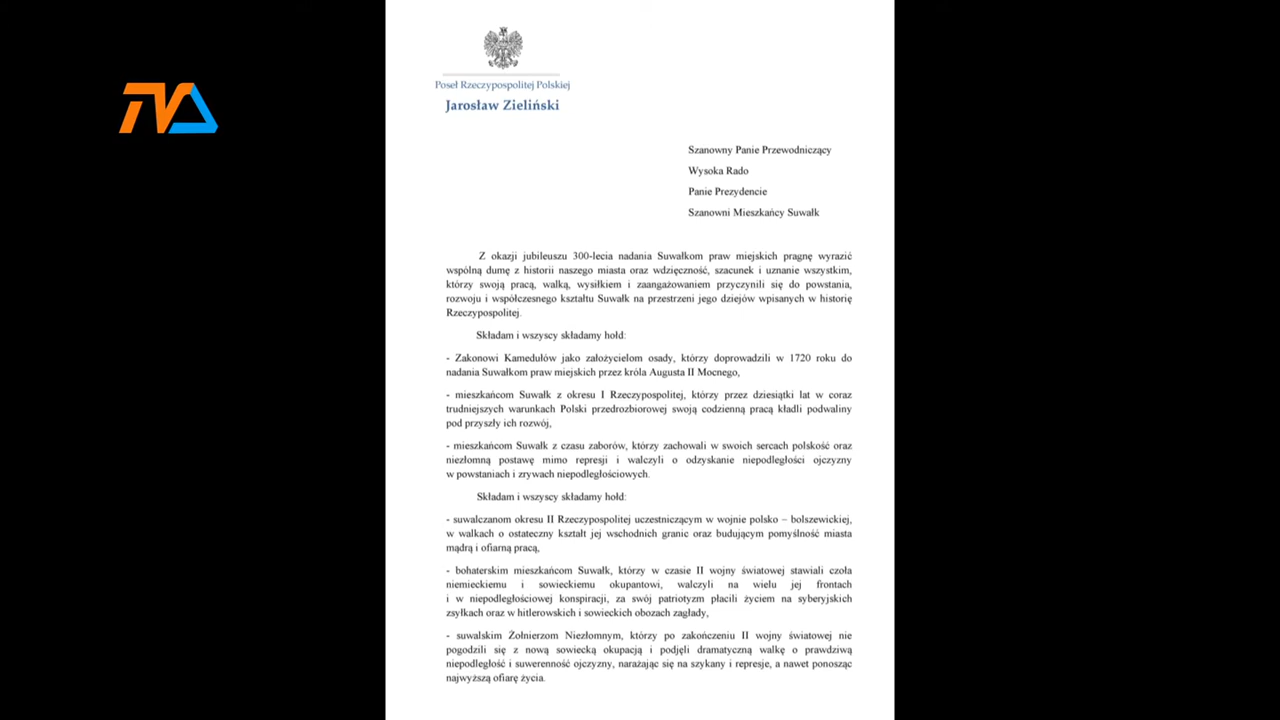 TVA
Poseł Rzeczypospolitej Polskiej
Jarosław Zieliński
Szanowny Panie Przewodniczący
Wysoka Rado
Panie Prezydencie
Szanowni Mieszkańcy Suwałk
Z okazji jubileuszu 300-lecia nadania Suwałkom praw miejskich pragnę wyrazić
wspólną dumę z historii naszego miasta oraz wdzięczność, szacunek i uznanie wszystkim,
którzy swoją pracą, walką, wysiłkiem i zaangażowaniem przyczynili się do powstania,
rozwoju i współczesnego kształtu Suwałk na przestrzeni jego dziejów wpisanych w historię
Rzeczypospolitej.
Składam i wszyscy składamy hołd:
- Zakonowi Kamedułów jako założycielom osady, którzy doprowadzili w 1720 roku do
nadania Suwałkom praw miejskich przez króla Augusta II Mocnego,
- mieszkańcom Suwałk z okresu I Rzeczypospolitej, którzy przez dziesiątki lat w coraz
trudniejszych warunkach Polski przedrozbiorowej swoją codzienną pracą kładli podwaliny
pod przyszły ich rozwój,
- mieszkańcom Suwałk z czasu zaborów, którzy zachowali w swoich sercach polskość oraz
niezłomną postawę mimo represji i walczyli o odzyskanie niepodległości ojczyzny
w powstaniach i zrywach niepodległościowych.
Składam i wszyscy składamy hołd:
- suwalczanom okresu II Rzeczypospolitej uczestniczącym w wojnie polsko – bolszewickiej,
w walkach o ostateczny kształt jej wschodnich granic oraz budującym pomyślność miasta
mądrą i ofiarną pracą,
- bohaterskim mieszkańcom Suwałk, którzy w czasie II wojny światowej stawiali czoła
niemieckiemu i sowieckiemu okupantowi, walczyli na wielu jej frontach
i w niepodległościowej konspiracji, za swój patriotyzm płacili życiem na syberyjskich
zsyłkach oraz w hitlerowskich i sowieckich obozach zagłady,
- suwalskim Żołnierzom Niezłomnym, którzy po zakończeniu II wojny światowej nie
pogodzili się z nową sowiecką okupacją i podjęli dramatyczną walkę o prawdziwą
niepodległość i suwerenność ojczyzny, narażając się na szykany i represje, a nawet ponosząc
najwyższą ofiarę życia.